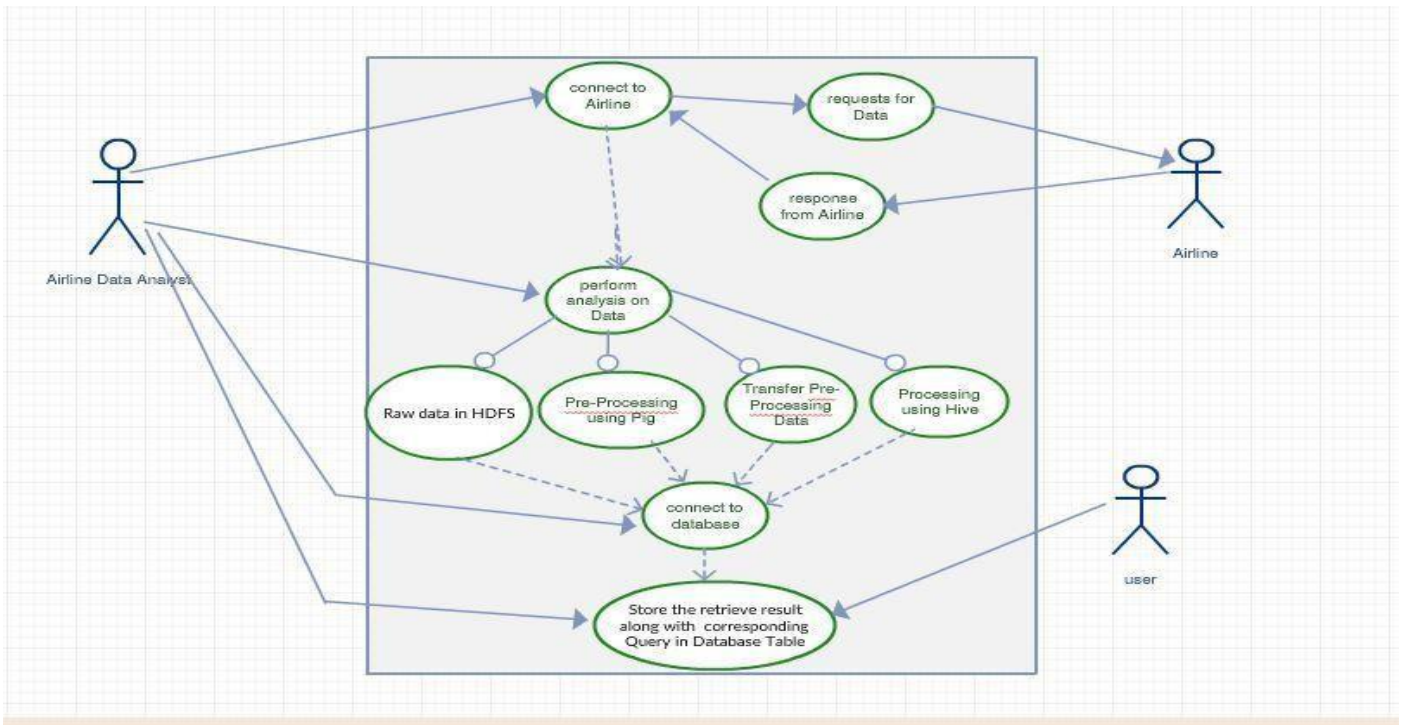 connect to
Airline
requests for
Data
response
from Airline
Airline
Airline Data Analyst
perform
analysis on
Data
Raw data in HDFS
Pre-Processing
using Pig
Transfer Pre-
Processing
Data
Processing
using Hive
connect to
database
user
Store the retrieve result
along with corresponding
Query in Database Table